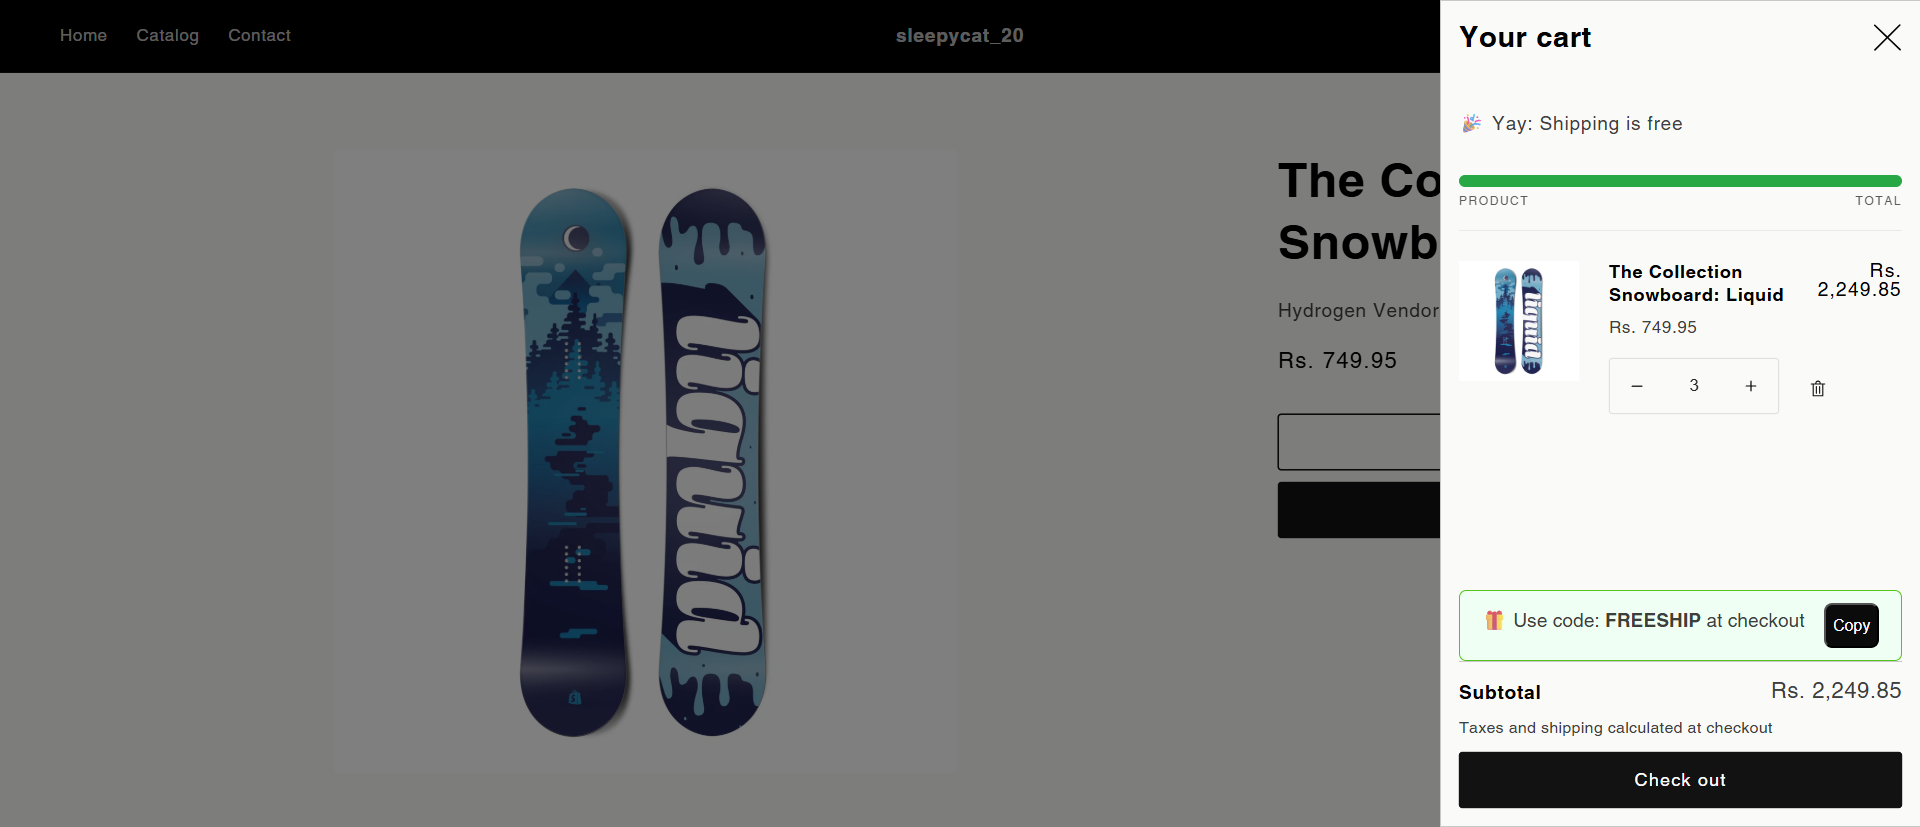 Home Catalog Contact
sleepycat_20
The Co
Snowb
Hydrogen Vendor
Rs. 749.95
liquid
Your cart
🎉 Yay: Shipping is free
PRODUCT TOTAL
liquid
The Collection
Snowboard: Liquid
Rs. 749.95
Rs.
2,249.85
− 3 +
🎁 Use code: FREESHIP at checkout
Copy
Subtotal Rs. 2,249.85
Taxes and shipping calculated at checkout
Check out